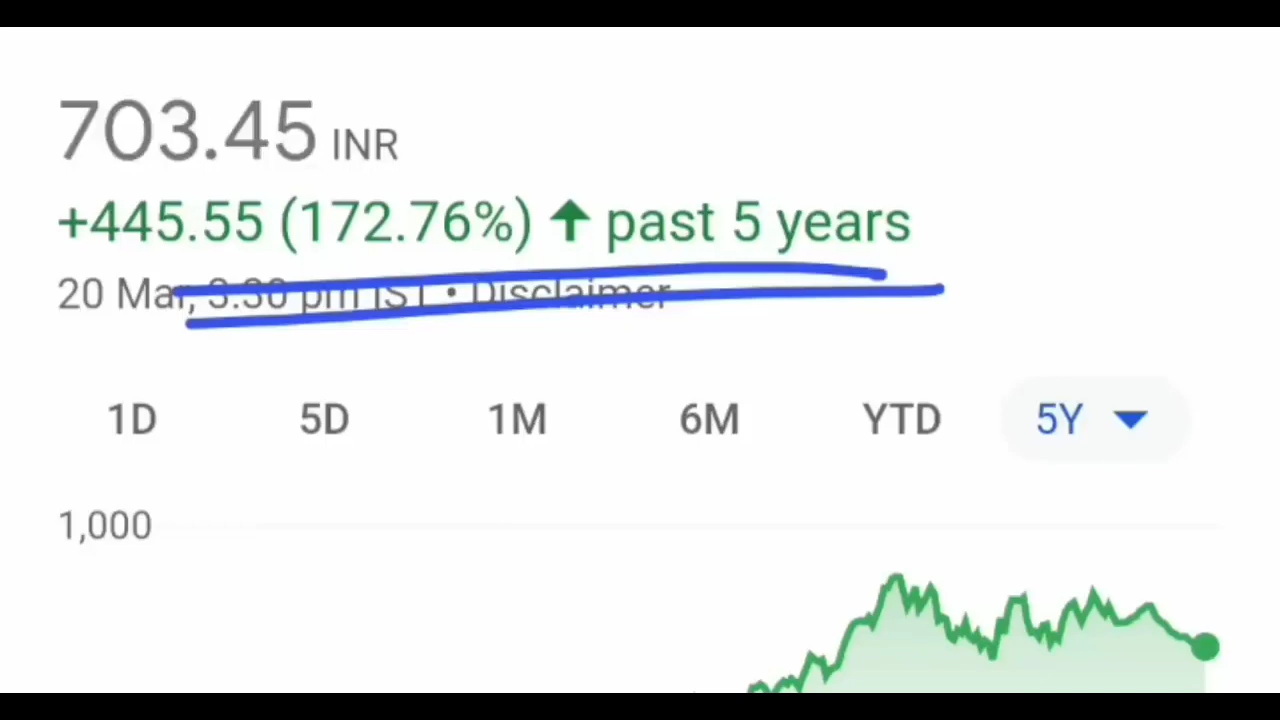 703.45 INR
+445.55 (172.76%) ↑ past 5 years
20 Mar, 3:30 pm IST • Disclaimer
1D 5D 1M 6M YTD 5Y
1,000